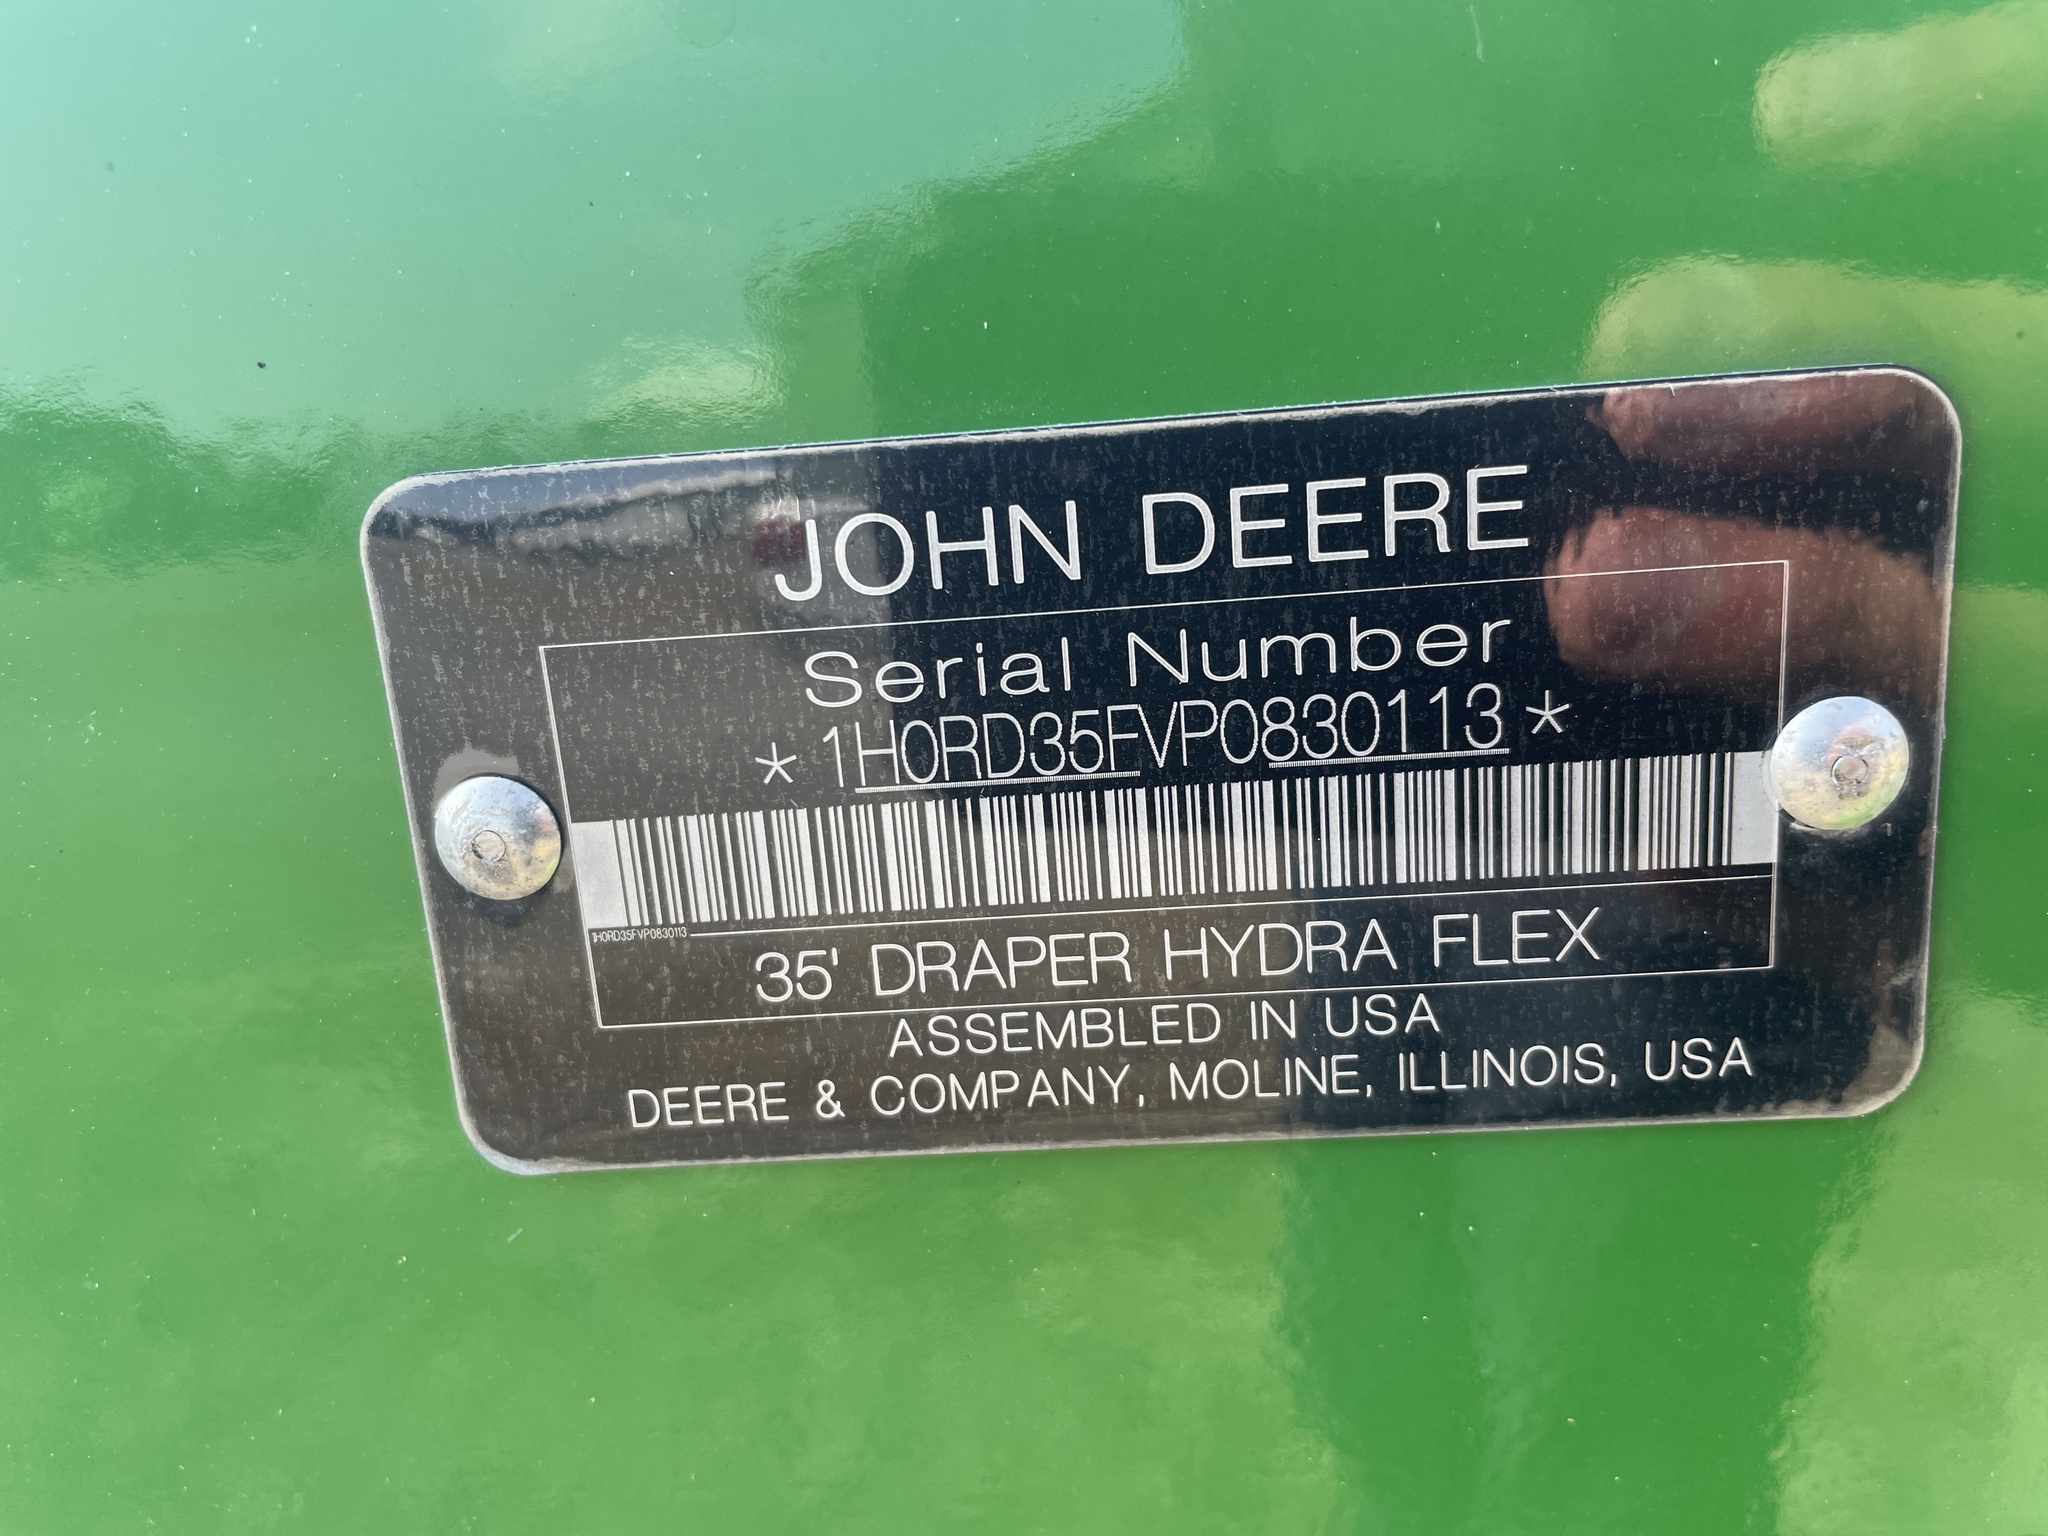 JOHN DEERE
Serial Number
* 1H0RD35FVP0830113 *
1H0RD35FVP0830113
35' DRAPER HYDRA FLEX
ASSEMBLED IN USA
DEERE & COMPANY, MOLINE, ILLINOIS, USA